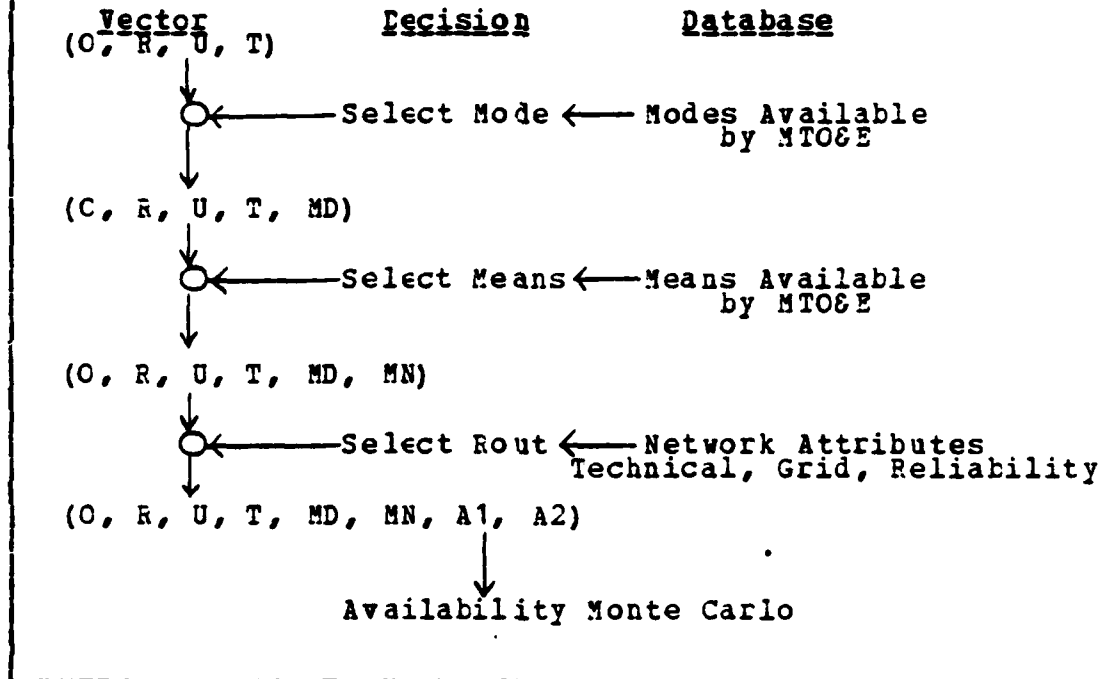 Vector Decision Database
(O, R, U, T)
Select Mode Modes Available
by MTO&E
(C, R, U, T, MD)
Select Means Means Available
by MTO&E
(O, R, U, T, MD, MN)
Select Rout Network Attributes
Technical, Grid, Reliability
(O, R, U, T, MD, MN, A1, A2)
Availability Monte Carlo